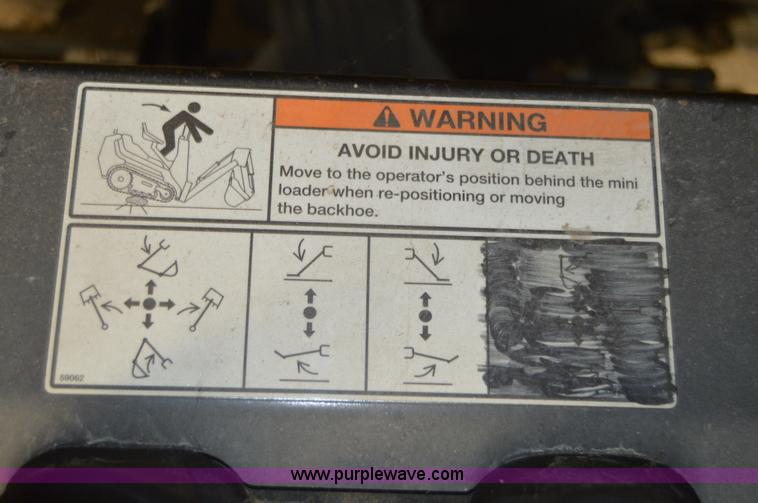 WARNING
AVOID INJURY OR DEATH
Move to the operator's position behind the mini
loader when re-positioning or moving
the backhoe.
59062
www.purplewave.com